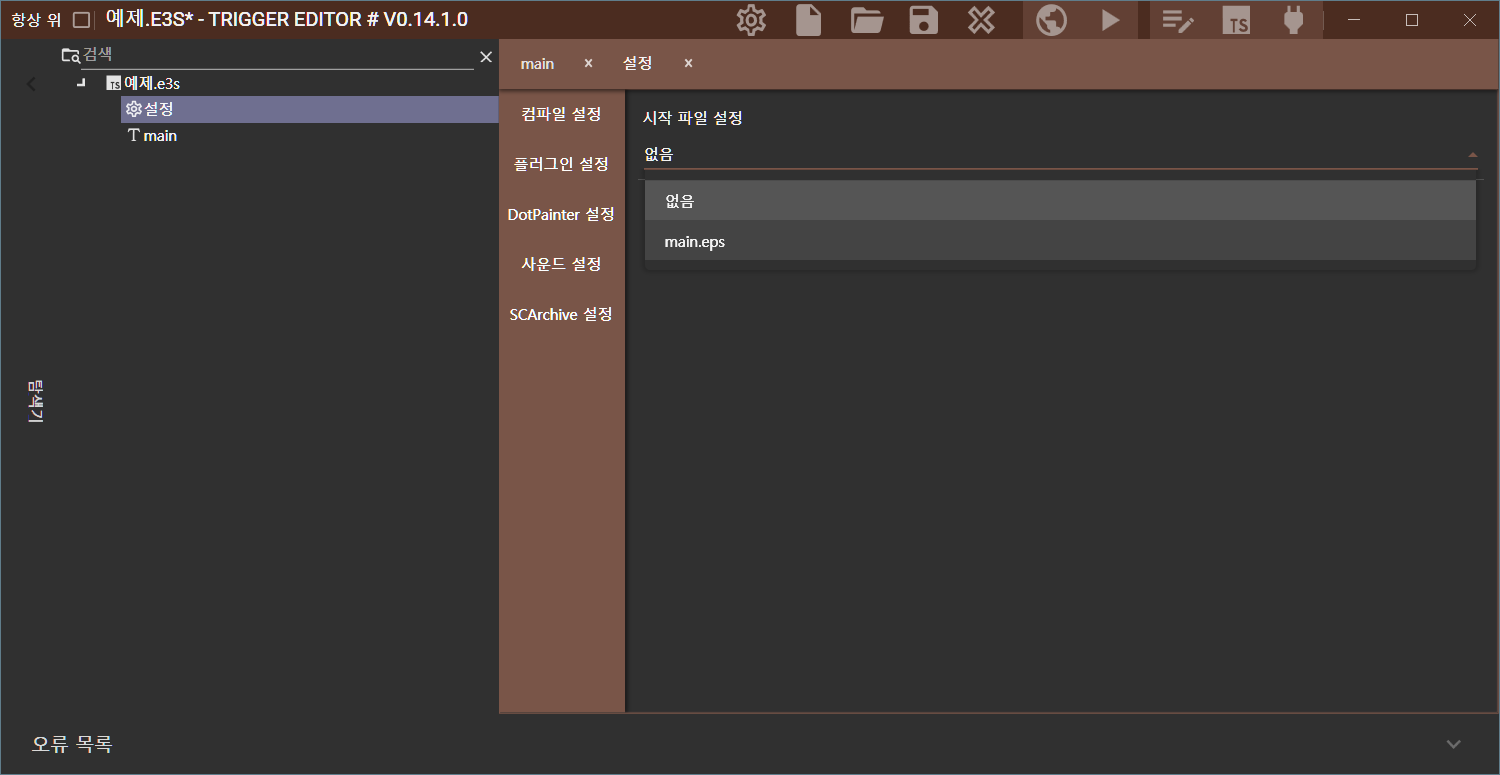 항상 위
예제.E3S* - TRIGGER EDITOR # V0.14.1.0
TS
검색
TS 예제.e3s
설정
T main
탐색기
main
설정
컴파일 설정
플러그인 설정
DotPainter 설정
사운드 설정
SCArchive 설정
시작 파일 설정
없음
없음
main.eps
오류 목록